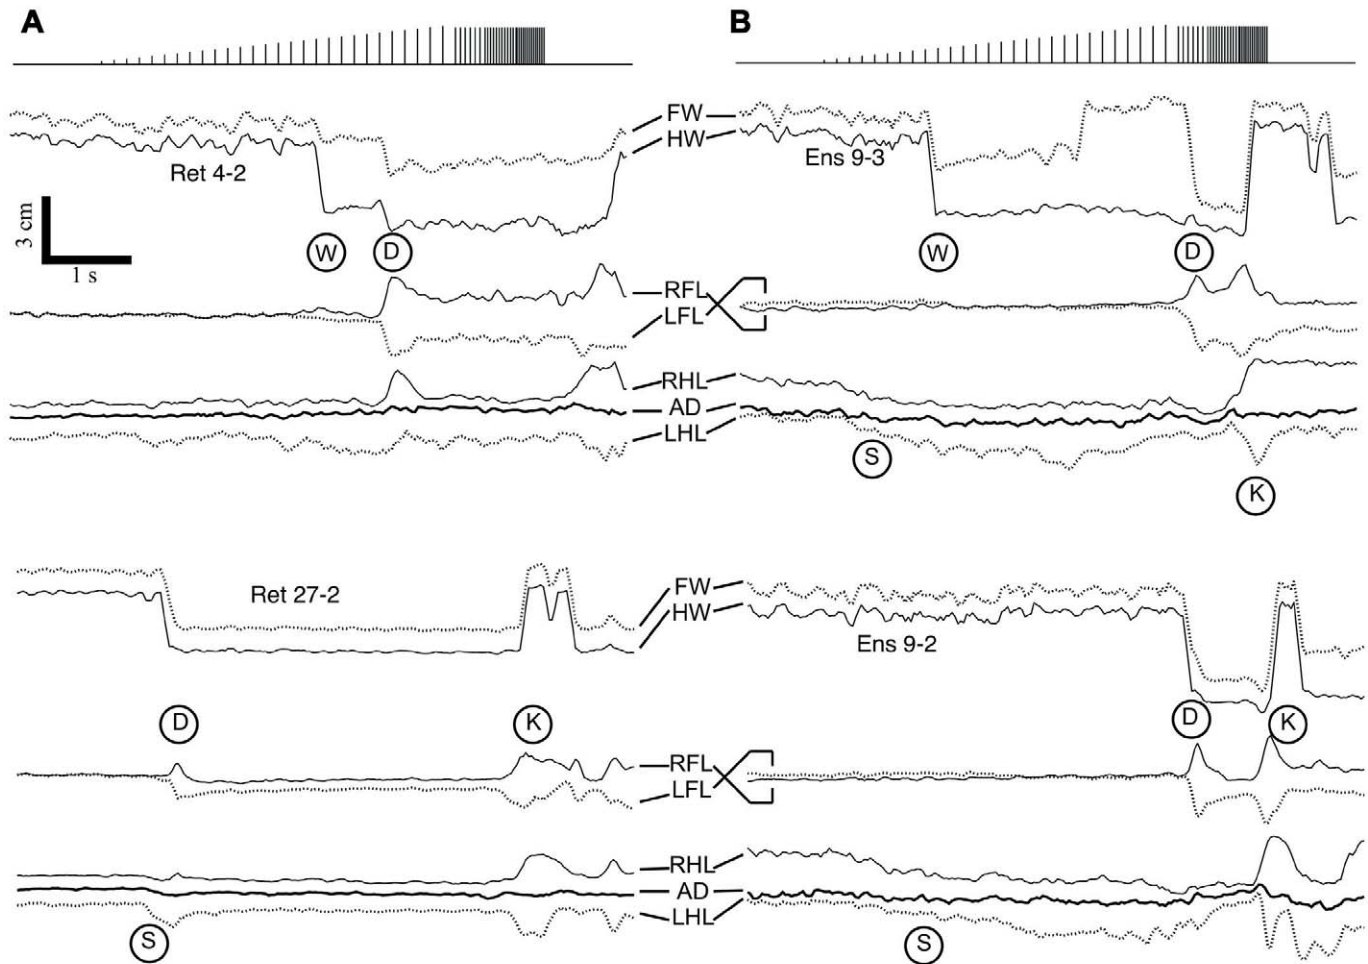 A
B
FW
HW
Ret 4-2
Ens 9-3
3 cm
1 s
W
D
W
D
RFL
LFL
RHL
AD
LHL
S
K
FW
HW
Ret 27-2
Ens 9-2
D
K
D
K
RFL
LFL
RHL
AD
LHL
S
S